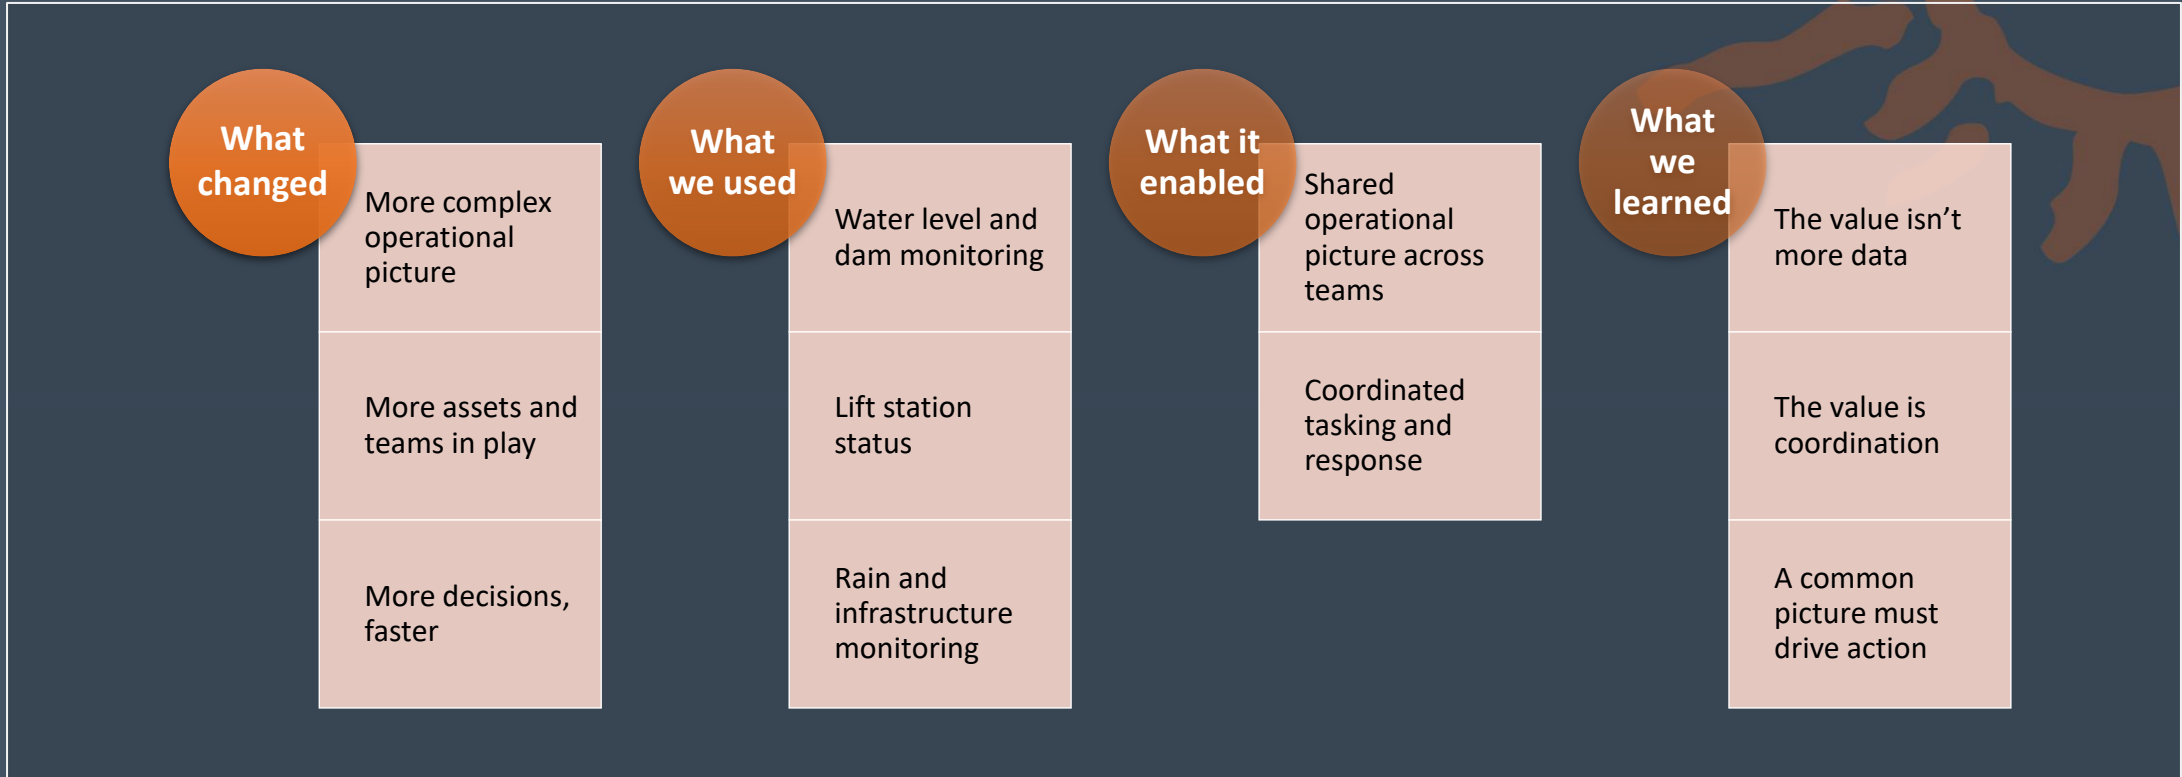 What
changed
More complex
operational
picture
More assets and
teams in play
More decisions,
faster
What
we used
Water level and
dam monitoring
Lift station
status
Rain and
infrastructure
monitoring
What it
enabled
Shared
operational
picture across
teams
Coordinated
tasking and
response
What
we
learned
The value isn’t
more data
The value is
coordination
A common
picture must
drive action